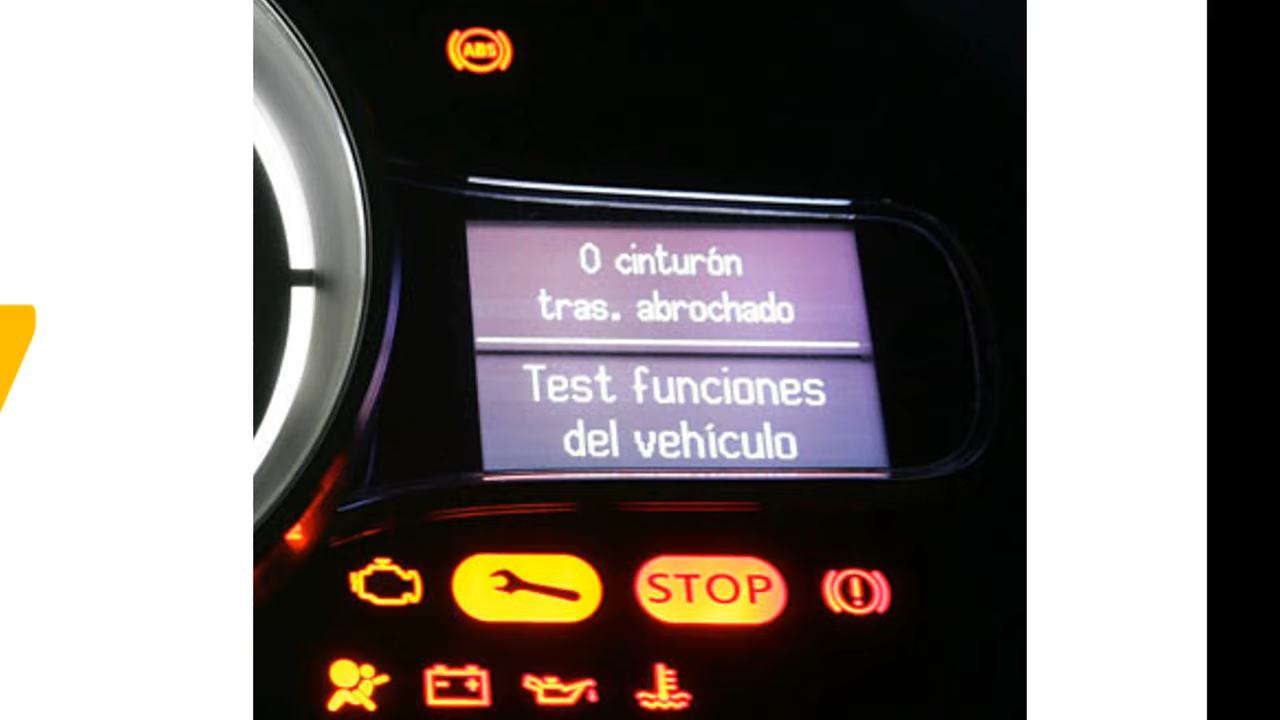 ABS
0 cinturón
tras. abrochado
Test funciones
del vehículo
STOP